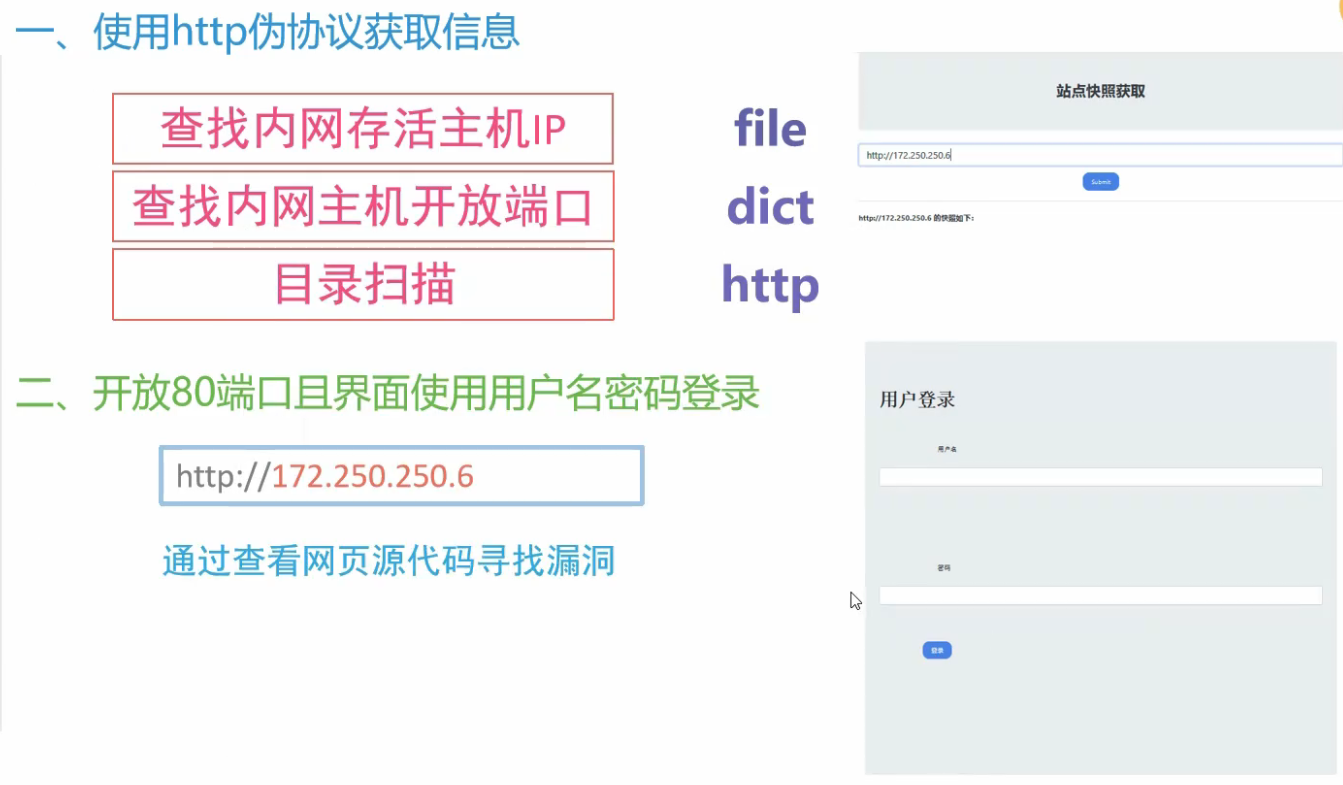 一、使用http伪协议获取信息
查找内网存活主机IP
file
查找内网主机开放端口
dict
目录扫描
http
站点快照获取
http://172.250.250.6
Submit
http://172.250.250.6 的快照如下：
二、开放80端口且界面使用用户名密码登录
http://172.250.250.6
通过查看网页源代码寻找漏洞
用户登录
用户名
密码
登录